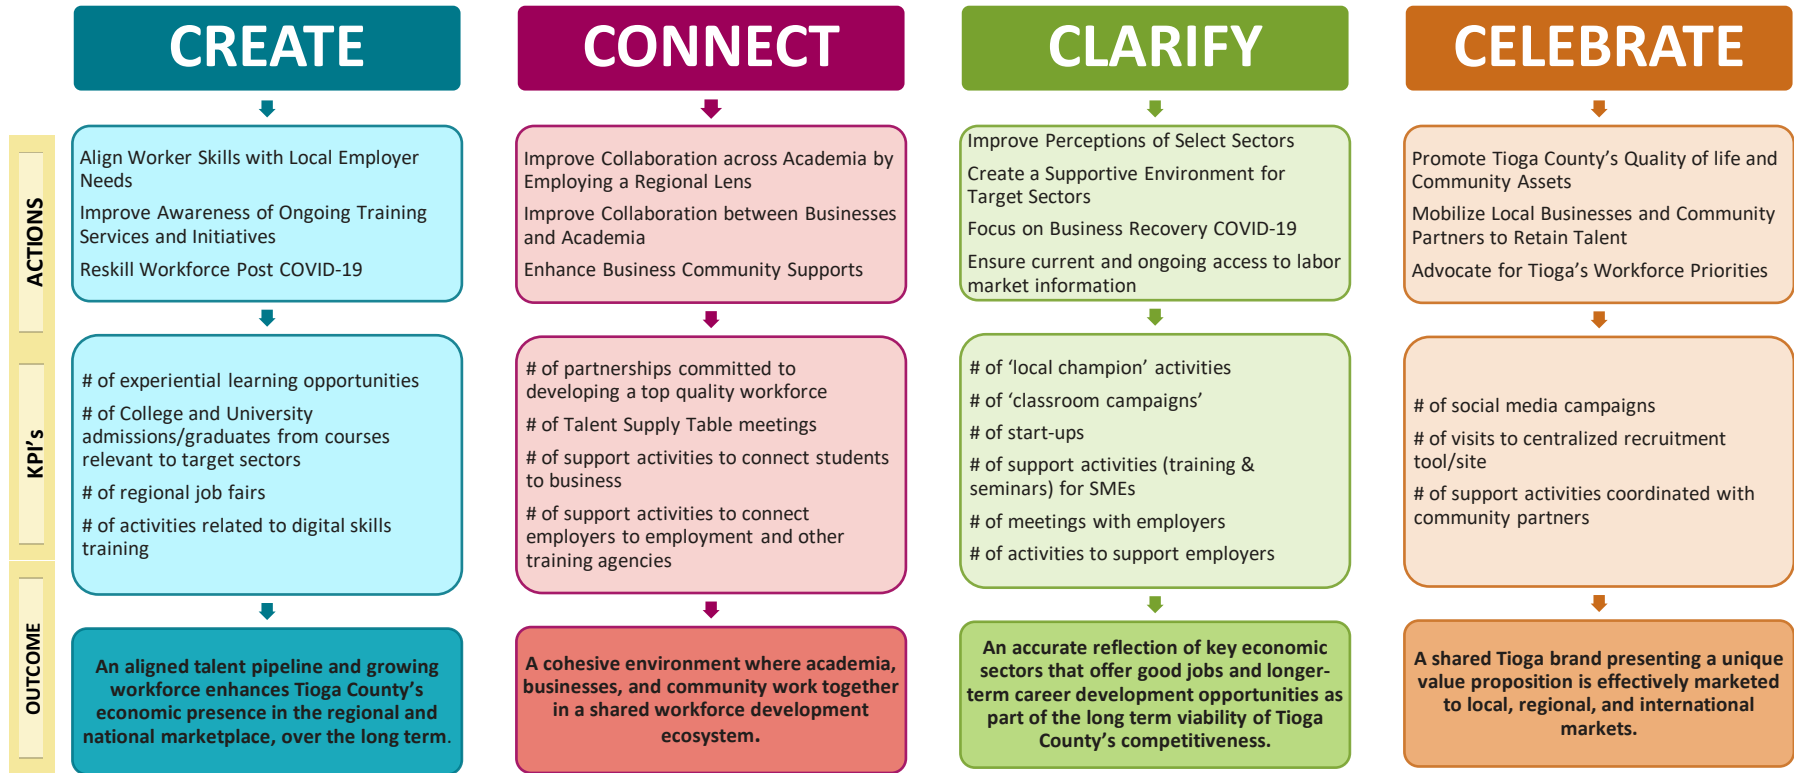 CREATE
CONNECT
CLARIFY
CELEBRATE
ACTIONS
Align Worker Skills with Local Employer
Needs
Improve Awareness of Ongoing Training
Services and Initiatives
Reskill Workforce Post COVID-19
Improve Collaboration across Academia by
Employing a Regional Lens
Improve Collaboration between Businesses
and Academia
Enhance Business Community Supports
Improve Perceptions of Select Sectors
Create a Supportive Environment for
Target Sectors
Focus on Business Recovery COVID-19
Ensure current and ongoing access to labor
market information
Promote Tioga County's Quality of life and
Community Assets
Mobilize Local Businesses and Community
Partners to Retain Talent
Advocate for Tioga's Workforce Priorities
KPI's
# of experiential learning opportunities
# of College and University
admissions/graduates from courses
relevant to target sectors
# of regional job fairs
# of activities related to digital skills
training
# of partnerships committed to
developing a top quality workforce
# of Talent Supply Table meetings
# of support activities to connect students
to business
# of support activities to connect
employers to employment and other
training agencies
# of 'local champion' activities
# of 'classroom campaigns'
# of start-ups
# of support activities (training &
seminars) for SMEs
# of meetings with employers
# of activities to support employers
# of social media campaigns
# of visits to centralized recruitment
tool/site
# of support activities coordinated with
community partners
OUTCOME
An aligned talent pipeline and growing
workforce enhances Tioga County's
economic presence in the regional and
national marketplace, over the long term.
A cohesive environment where academia,
businesses, and community work together
in a shared workforce development
ecosystem.
An accurate reflection of key economic
sectors that offer good jobs and longer-
term career development opportunities as
part of the long term viability of Tioga
County's competitiveness.
A shared Tioga brand presenting a unique
value proposition is effectively marketed
to local, regional, and international
markets.